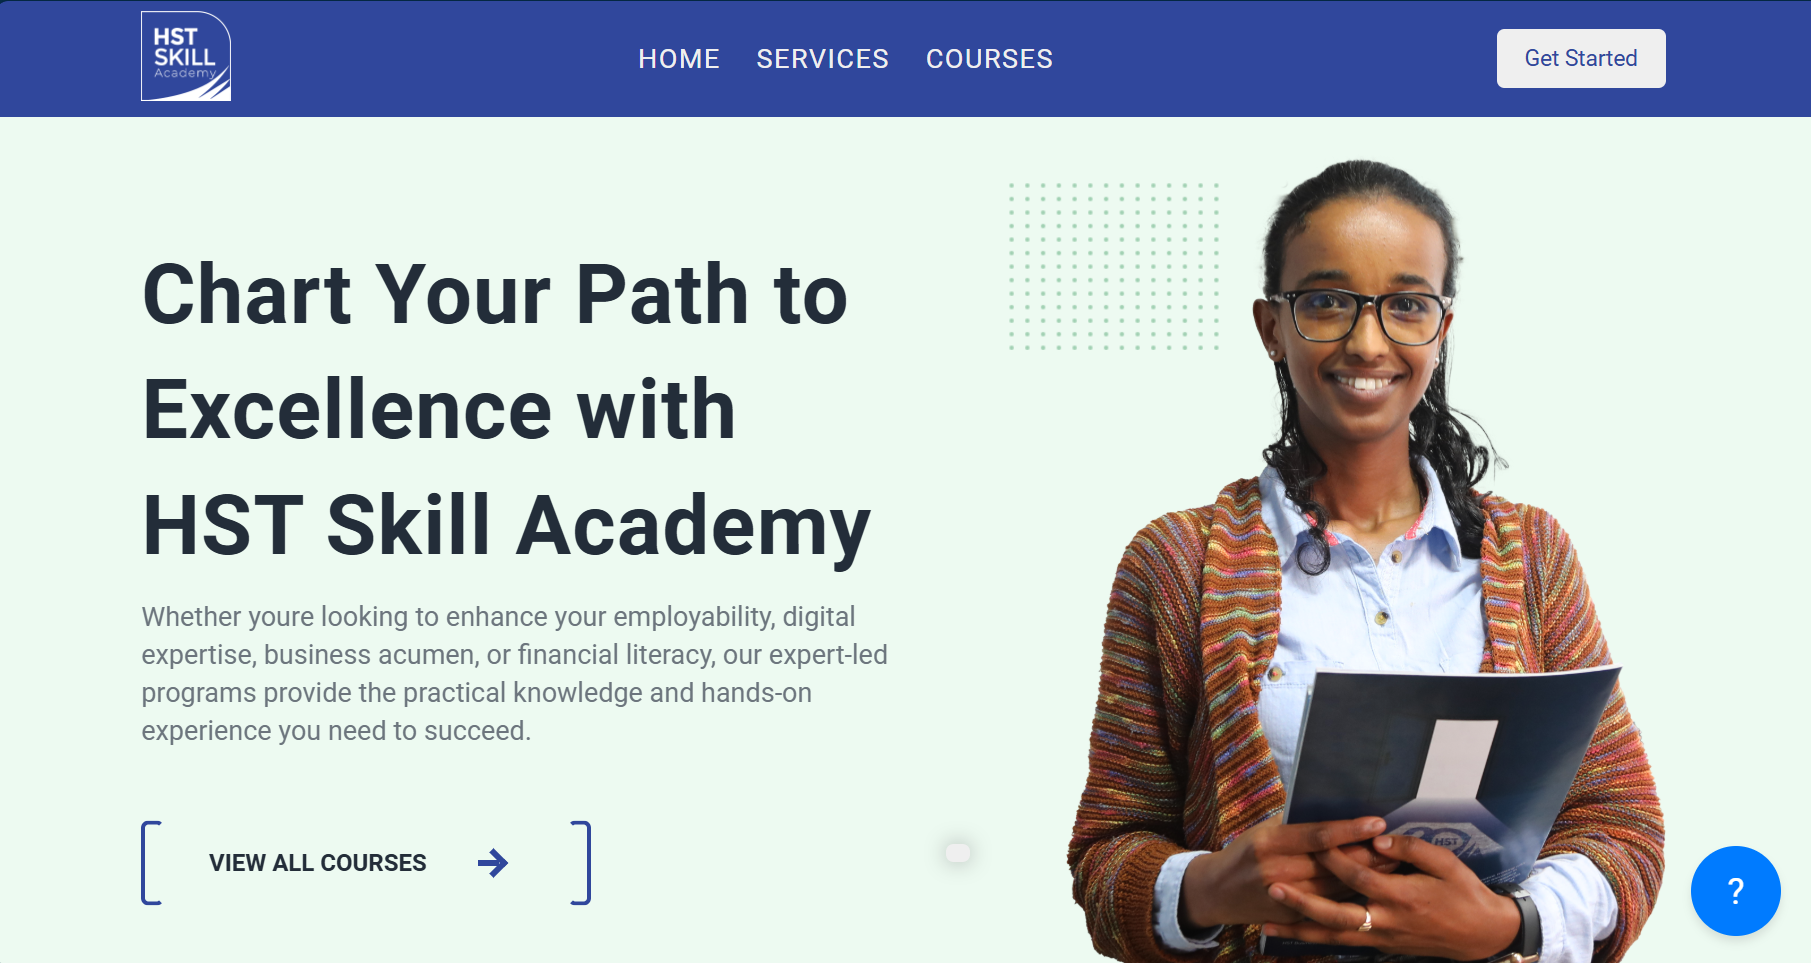 HST
SKILL
Academy
HOME SERVICES COURSES
Get Started
Chart Your Path to
Excellence with
HST Skill Academy
Whether youre looking to enhance your employability, digital
expertise, business acumen, or financial literacy, our expert-led
programs provide the practical knowledge and hands-on
experience you need to succeed.
VIEW ALL COURSES
HST
?